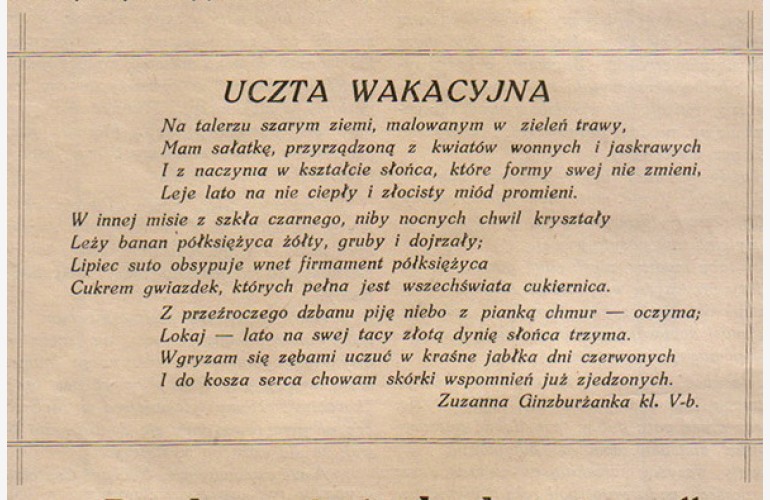 UCZTA WAKACYJNA
Na talerzu szarym ziemi, malowanym w zieleń trawy,
Mam sałatkę, przyrządzoną z kwiatów wonnych i jaskrawych
I z naczynia w kształcie słońca, które formy swej nie zmieni,
Leje lato na nie ciepły i złocisty miód promieni.
W innej misie z szkła czarnego, niby nocnych chwil kryształy
Leży banan półksiężyca żółty, gruby i dojrzały;
Lipiec suto obsypuje wnet firmament półksiężyca
Cukrem gwiazdek, których pełna jest wszechświata cukiernica.
Z przeźroczego dzbanu piję niebo z pianką chmur — oczyma;
Lokaj — lato na swej tacy złotą dynię słońca trzyma.
Wgryzam się zębami uczuć w kraśne jabłka dni czerwonych
I do kosza serca chowam skórki wspomnień już zjedzonych.
Zuzanna Ginzburżanka kl. V-b.